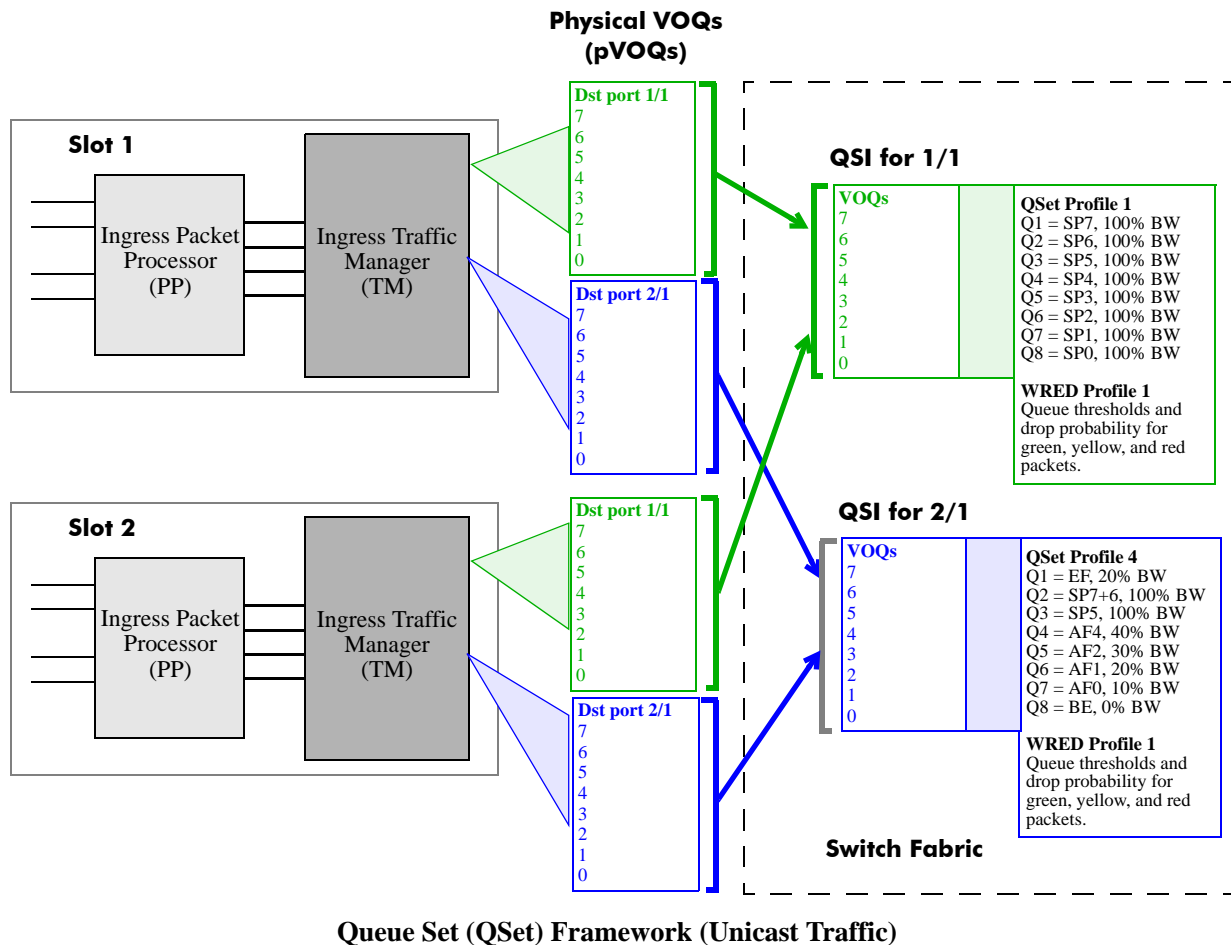 Physical VOQs
(pVOQs)
Slot 1
Ingress Packet
Processor
(PP)
Ingress Traffic
Manager
(TM)
Dst port 1/1
7
6
5
4
3
2
1
0
Dst port 2/1
7
6
5
4
3
2
1
0
QSI for 1/1
VOQs
7
6
5
4
3
2
1
0
QSet Profile 1
Q1 = SP7, 100% BW
Q2 = SP6, 100% BW
Q3 = SP5, 100% BW
Q4 = SP4, 100% BW
Q5 = SP3, 100% BW
Q6 = SP2, 100% BW
Q7 = SP1, 100% BW
Q8 = SP0, 100% BW
WRED Profile 1
Queue thresholds and
drop probability for
green, yellow, and red
packets.
Slot 2
Ingress Packet
Processor
(PP)
Ingress Traffic
Manager
(TM)
Dst port 1/1
7
6
5
4
3
2
1
0
Dst port 2/1
7
6
5
4
3
2
1
0
QSI for 2/1
VOQs
7
6
5
4
3
2
1
0
QSet Profile 4
Q1 = EF, 20% BW
Q2 = SP7+6, 100% BW
Q3 = SP5, 100% BW
Q4 = AF4, 40% BW
Q5 = AF2, 30% BW
Q6 = AF1, 20% BW
Q7 = AF0, 10% BW
Q8 = BE, 0% BW
WRED Profile 1
Queue thresholds and
drop probability for
green, yellow, and red
packets.
Switch Fabric
Queue Set (QSet) Framework (Unicast Traffic)